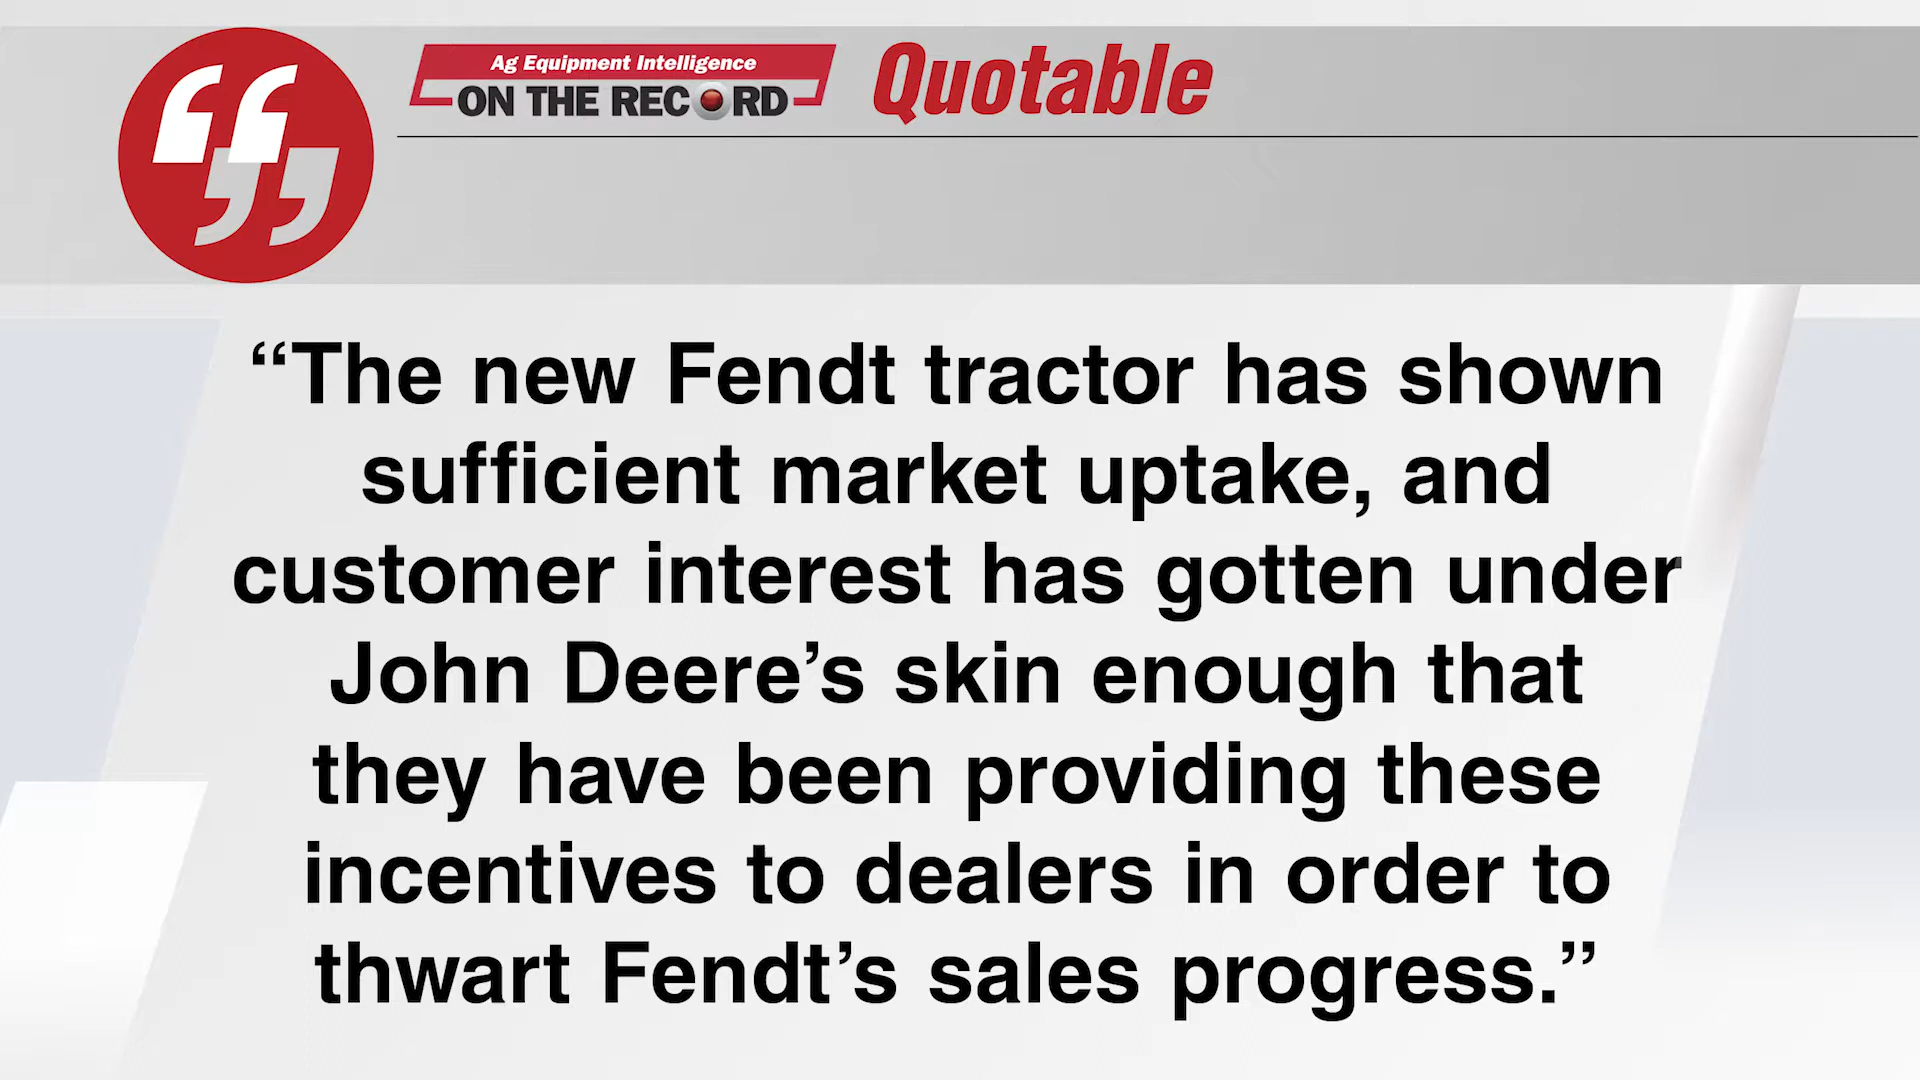 Ag Equipment Intelligence
ON THE RECORD
Quotable
“The new Fendt tractor has shown
sufficient market uptake, and
customer interest has gotten under
John Deere’s skin enough that
they have been providing these
incentives to dealers in order to
thwart Fendt’s sales progress.”